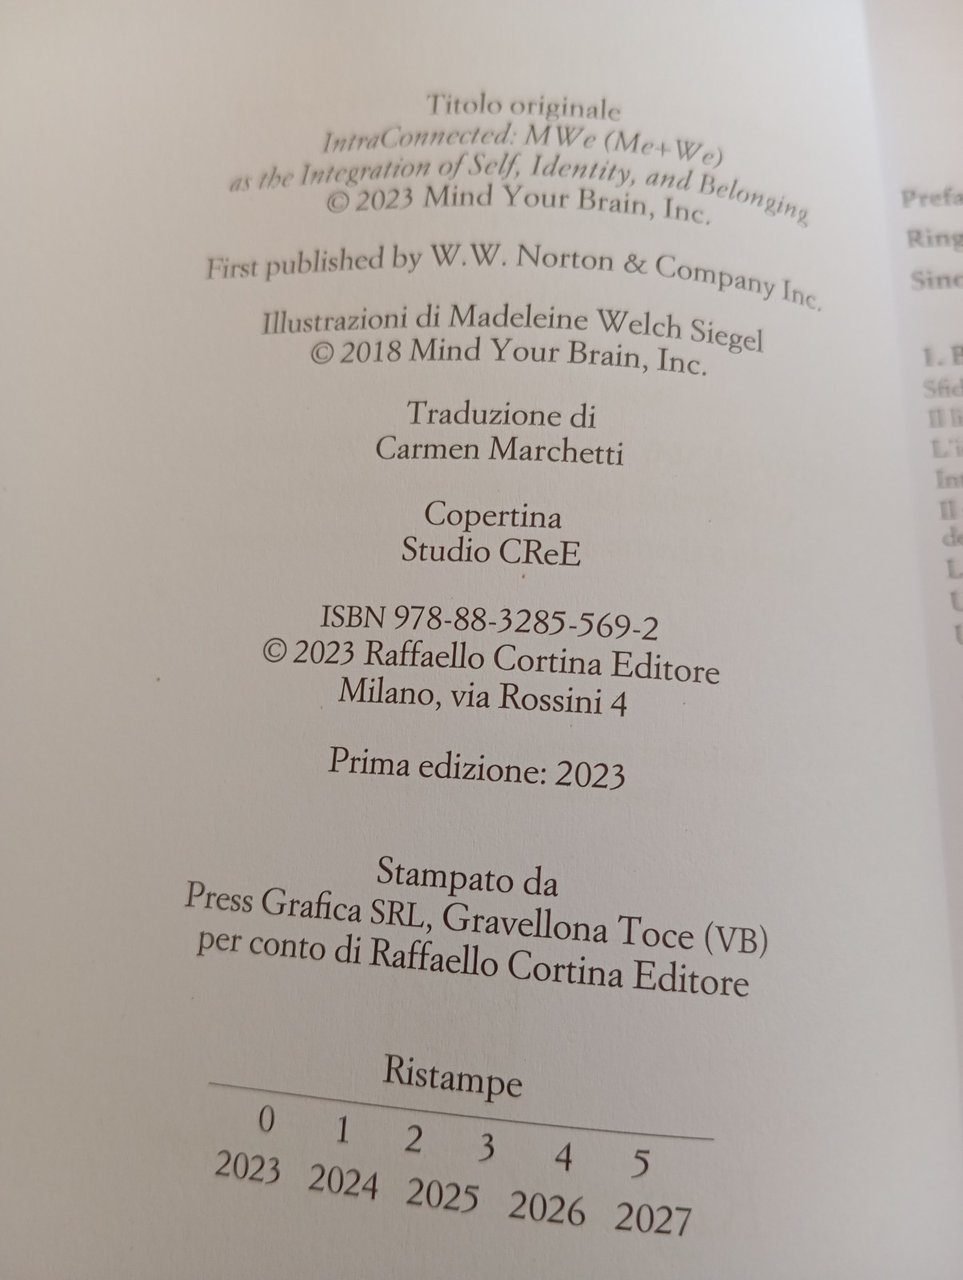 Titolo originale
IntraConnected: MWe (Me+We)
as the Integration of Self, Identity, and Belonging
© 2023 Mind Your Brain, Inc.
First published by W.W. Norton & Company Inc.
Illustrazioni di Madeleine Welch Siegel
© 2018 Mind Your Brain, Inc.
Traduzione di
Carmen Marchetti
Copertina
Studio CReE
ISBN 978-88-3285-569-2
© 2023 Raffaello Cortina Editore
Milano, via Rossini 4
Prima edizione: 2023
Stampato da
Press Grafica SRL, Gravellona Toce (VB)
per conto di Raffaello Cortina Editore
Ristampe
0 1 2 3 4 5
2023 2024 2025 2026 2027